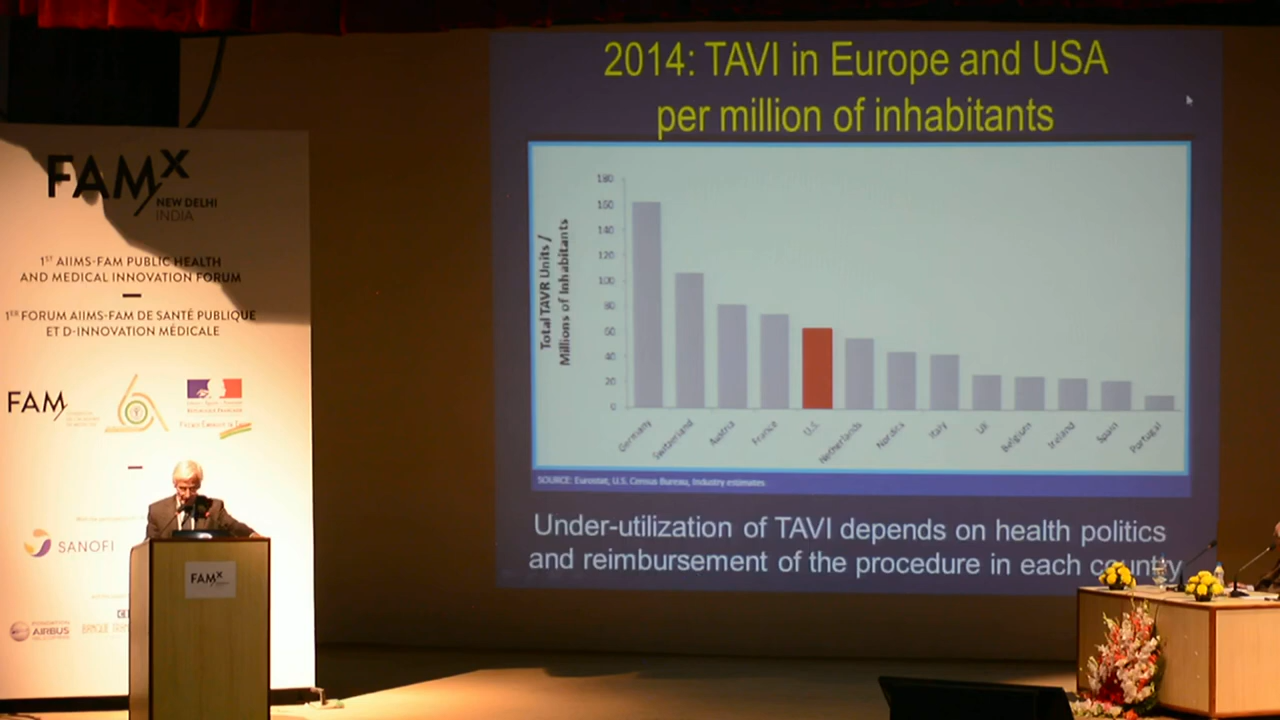 FAMx
NEW DELHI
INDIA
1ST AIIMS-FAM PUBLIC HEALTH
AND MEDICAL INNOVATION FORUM
1ER FORUM AIIMS-FAM DE SANTÉ PUBLIQUE
ET D-INNOVATION MÉDICALE
FAM
SANOFI
FAMx
AIRBUS
2014: TAVI in Europe and USA
per million of inhabitants
Total TAVR Units /
Millions of Inhabitants
180
160
140
120
100
80
60
40
20
0
Germany
Switzerland
Austria
France
U.S.
Netherlands
Nordics
Italy
UK
Belgium
Ireland
Spain
Portugal
SOURCE: Eurostat, U.S. Census Bureau, Industry estimates
Under-utilization of TAVI depends on health politics
and reimbursement of the procedure in each country